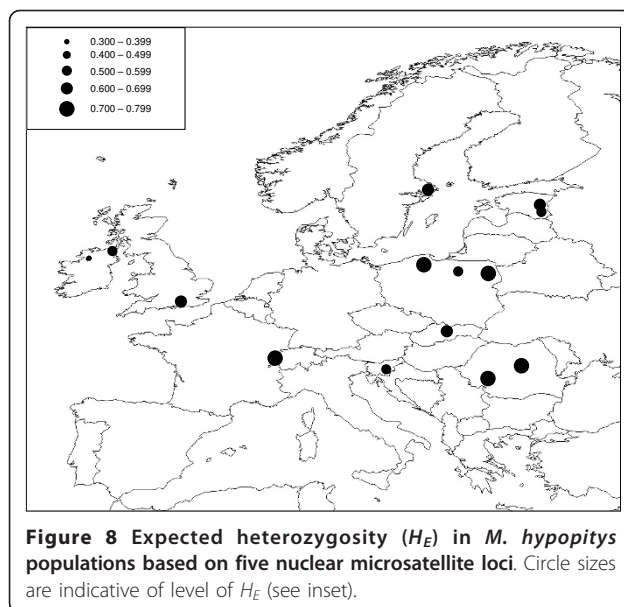 0.300 – 0.399
0.400 – 0.499
0.500 – 0.599
0.600 – 0.699
0.700 – 0.799
Figure 8 Expected heterozygosity (HE) in M. hypopitys
populations based on five nuclear microsatellite loci. Circle sizes
are indicative of level of HE (see inset).